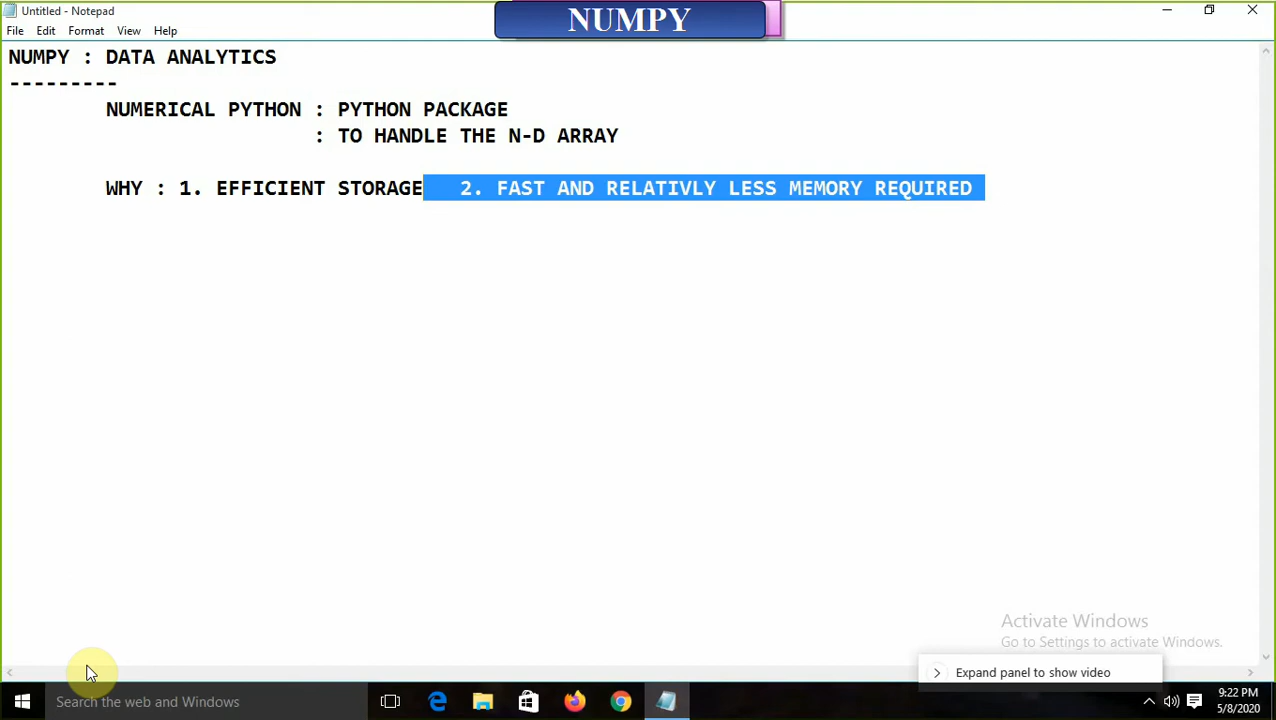 Untitled - Notepad
NUMPY
File Edit Format View Help
NUMPY : DATA ANALYTICS
---------
NUMERICAL PYTHON : PYTHON PACKAGE
: TO HANDLE THE N-D ARRAY
WHY : 1. EFFICIENT STORAGE 2. FAST AND RELATIVLY LESS MEMORY REQUIRED
Activate Windows
Go to Settings to activate Windows.
Expand panel to show video
Search the web and Windows
9:22 PM
5/8/2020